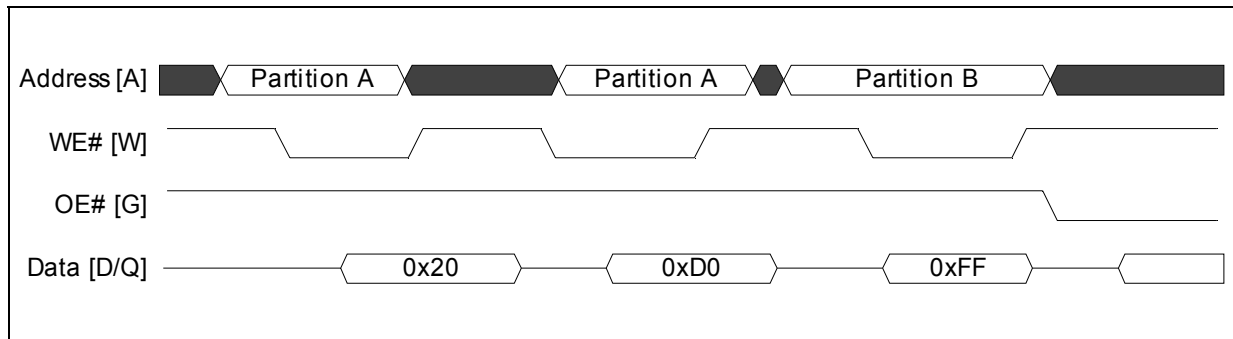 Address [A] Partition A Partition A Partition B
WE# [W]
OE# [G]
Data [D/Q] 0x20 0xD0 0xFF